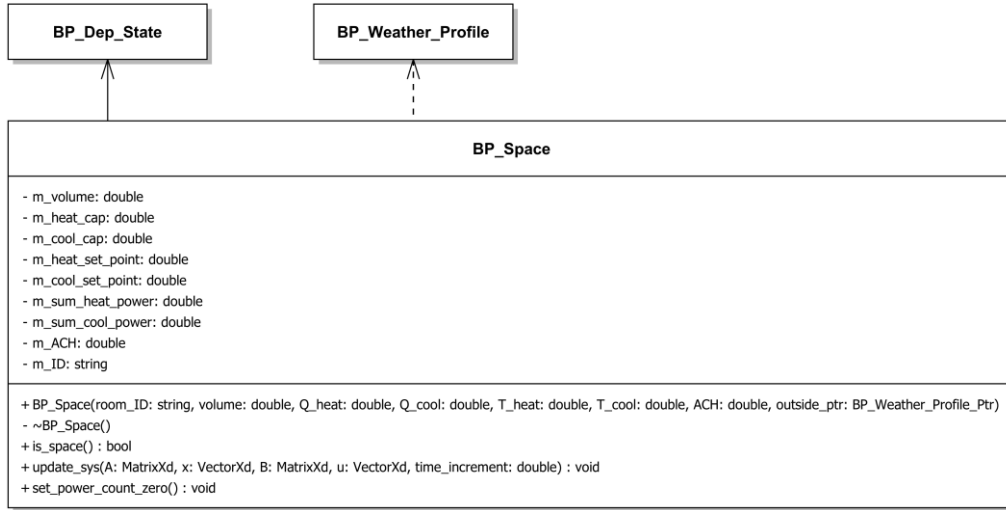 BP_Dep_State
BP_Weather_Profile
BP_Space
- m_volume: double
- m_heat_cap: double
- m_cool_cap: double
- m_heat_set_point: double
- m_cool_set_point: double
- m_sum_heat_power: double
- m_sum_cool_power: double
- m_ACH: double
- m_ID: string
+ BP_Space(room_ID: string, volume: double, Q_heat: double, Q_cool: double, T_heat: double, T_cool: double, ACH: double, outside_ptr: BP_Weather_Profile_Ptr)
- ~BP_Space()
+ is_space() : bool
+ update_sys(A: MatrixXd, x: VectorXd, B: MatrixXd, u: VectorXd, time_increment: double) : void
+ set_power_count_zero() : void